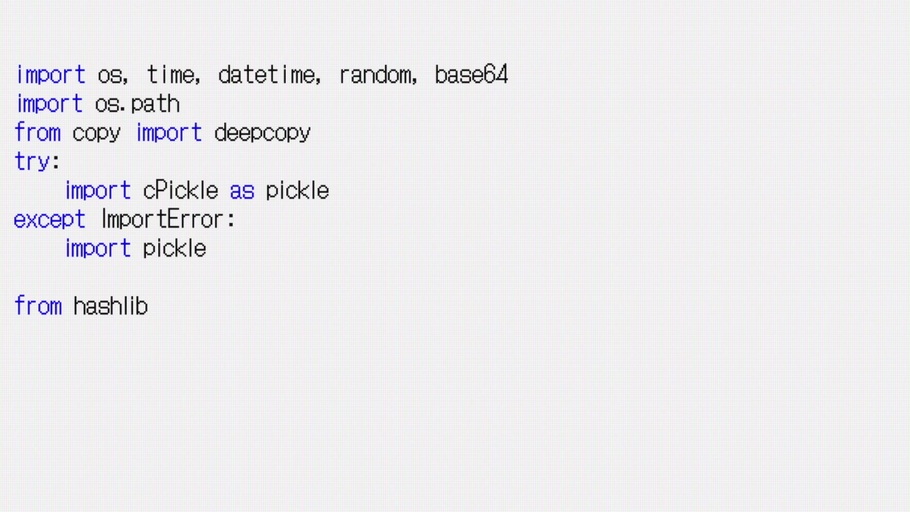 import os, time, datetime, random, base64
import os.path
from copy import deepcopy
try:
    import cPickle as pickle
except ImportError:
    import pickle

from hashlib